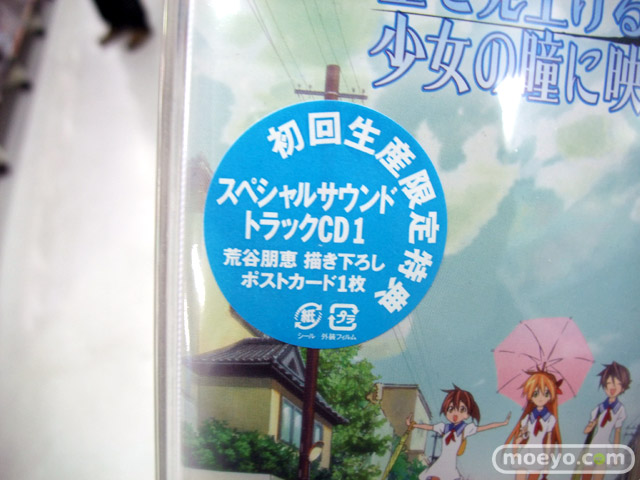 空を見上げる
少女の瞳に映
初回生産限定特典
スペシャルサウンド
トラックCD1
荒谷朋恵 描き下ろし
ポストカード1枚
紙 プラ
シール 外装フィルム
moeyo.com